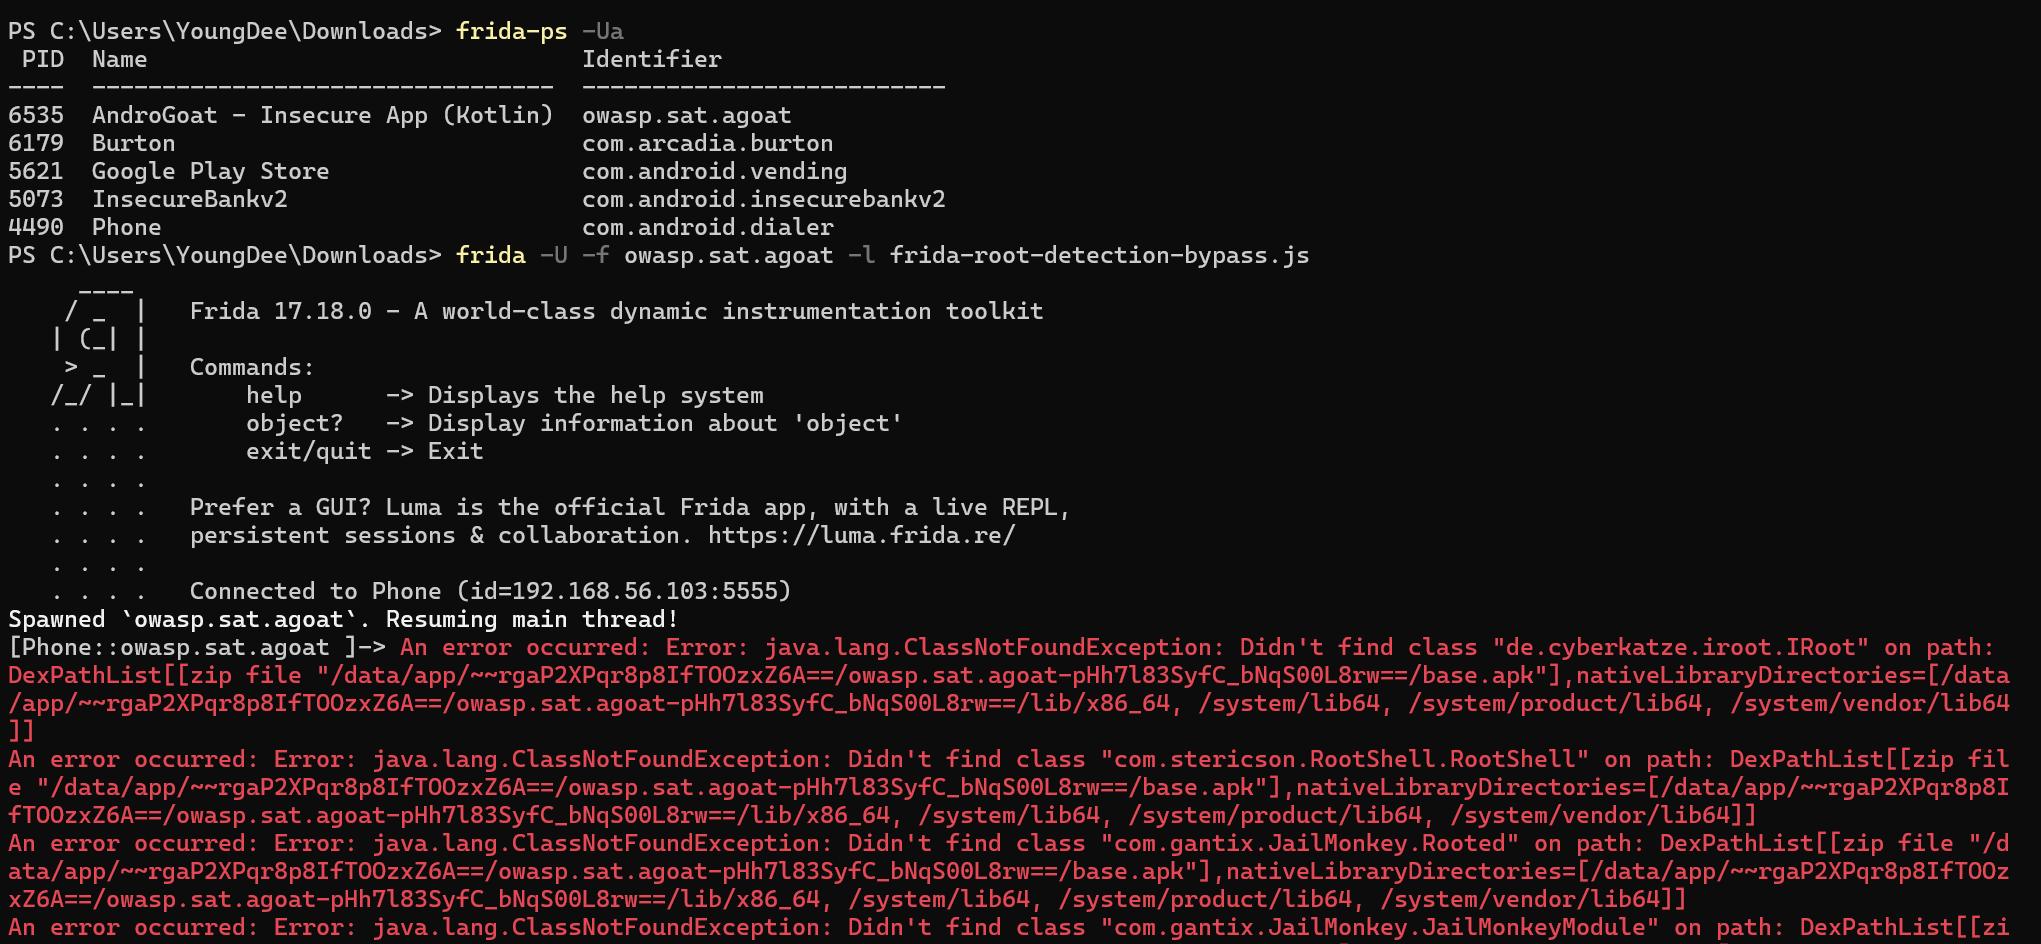 PS C:\Users\YoungDee\Downloads> frida-ps -Ua
 PID  Name                               Identifier
----  ---------------------------------  --------------------------
6535  AndroGoat - Insecure App (Kotlin)  owasp.sat.agoat
6179  Burton                             com.arcadia.burton
5621  Google Play Store                  com.android.vending
5073  InsecureBankv2                     com.android.insecurebankv2
4490  Phone                              com.android.dialer
PS C:\Users\YoungDee\Downloads> frida -U -f owasp.sat.agoat -l frida-root-detection-bypass.js
     ____
    / _  |   Frida 17.18.0 - A world-class dynamic instrumentation toolkit
   | (_| |
    > _  |   Commands:
   /_/ |_|       help      -> Displays the help system
   . . . .       object?   -> Display information about 'object'
   . . . .       exit/quit -> Exit
   . . . .
   . . . .   Prefer a GUI? Luma is the official Frida app, with a live REPL,
   . . . .   persistent sessions & collaboration. https://luma.frida.re/
   . . . .
   . . . .   Connected to Phone (id=192.168.56.103:5555)
Spawned `owasp.sat.agoat`. Resuming main thread!
[Phone::owasp.sat.agoat ]-> An error occurred: Error: java.lang.ClassNotFoundException: Didn't find class "de.cyberkatze.iroot.IRoot" on path:
DexPathList[[zip file "/data/app/~~rgaP2XPqr8p8IfTOOzxZ6A==/owasp.sat.agoat-pHh7l83SyfC_bNqS00L8rw==/base.apk"],nativeLibraryDirectories=[/data
/app/~~rgaP2XPqr8p8IfTOOzxZ6A==/owasp.sat.agoat-pHh7l83SyfC_bNqS00L8rw==/lib/x86_64, /system/lib64, /system/product/lib64, /system/vendor/lib64
]]
An error occurred: Error: java.lang.ClassNotFoundException: Didn't find class "com.stericson.RootShell.RootShell" on path: DexPathList[[zip fil
e "/data/app/~~rgaP2XPqr8p8IfTOOzxZ6A==/owasp.sat.agoat-pHh7l83SyfC_bNqS00L8rw==/base.apk"],nativeLibraryDirectories=[/data/app/~~rgaP2XPqr8p8I
fTOOzxZ6A==/owasp.sat.agoat-pHh7l83SyfC_bNqS00L8rw==/lib/x86_64, /system/lib64, /system/product/lib64, /system/vendor/lib64]]
An error occurred: Error: java.lang.ClassNotFoundException: Didn't find class "com.gantix.JailMonkey.Rooted" on path: DexPathList[[zip file "/d
ata/app/~~rgaP2XPqr8p8IfTOOzxZ6A==/owasp.sat.agoat-pHh7l83SyfC_bNqS00L8rw==/base.apk"],nativeLibraryDirectories=[/data/app/~~rgaP2XPqr8p8IfTOOz
xZ6A==/owasp.sat.agoat-pHh7l83SyfC_bNqS00L8rw==/lib/x86_64, /system/lib64, /system/product/lib64, /system/vendor/lib64]]
An error occurred: Error: java.lang.ClassNotFoundException: Didn't find class "com.gantix.JailMonkey.JailMonkeyModule" on path: DexPathList[[zi